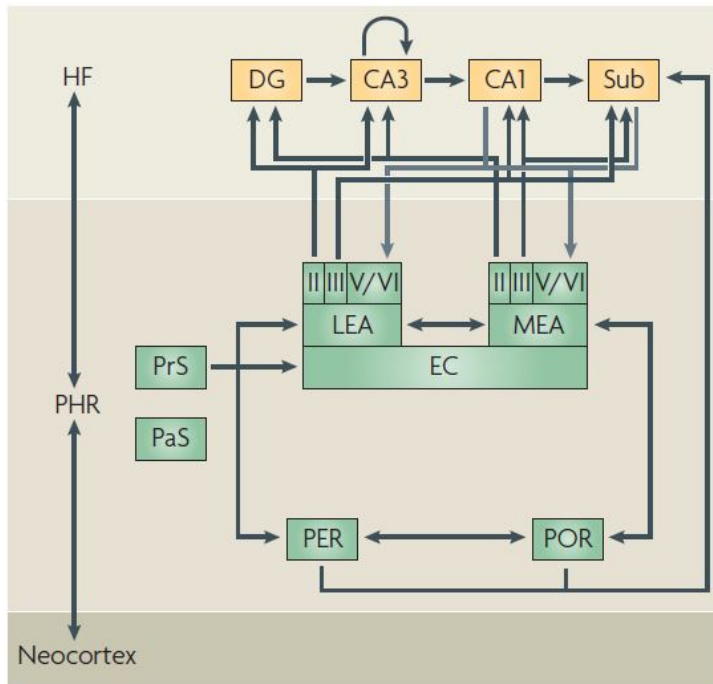 HF
DG
CA3
CA1
Sub
II
III
V/VI
II
III
V/VI
LEA
MEA
EC
PrS
PHR
PaS
PER
POR
Neocortex